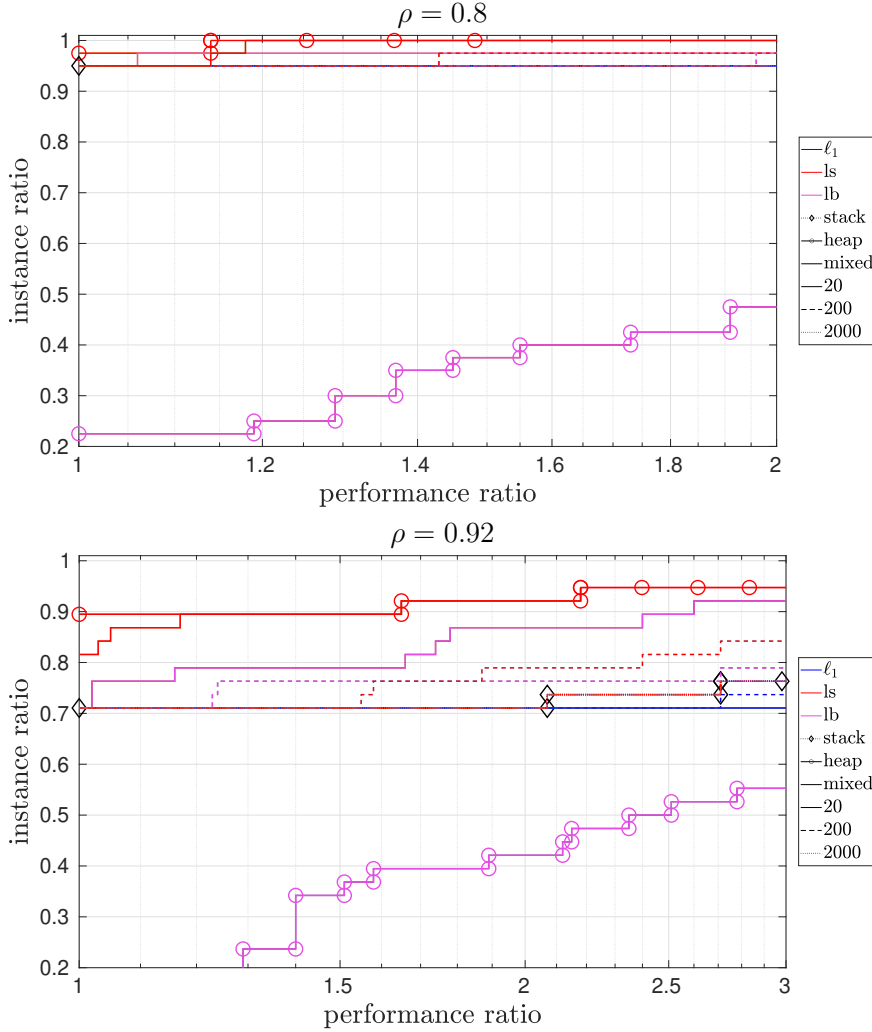 ρ = 0.8
instance ratio
1
0.9
0.8
0.7
0.6
0.5
0.4
0.3
0.2
1
1.2
1.4
1.6
1.8
2
performance ratio
ℓ₁
ls
lb
stack
heap
mixed
20
200
2000
ρ = 0.92
instance ratio
1
0.9
0.8
0.7
0.6
0.5
0.4
0.3
0.2
1
1.5
2
2.5
3
performance ratio
ℓ₁
ls
lb
stack
heap
mixed
20
200
2000